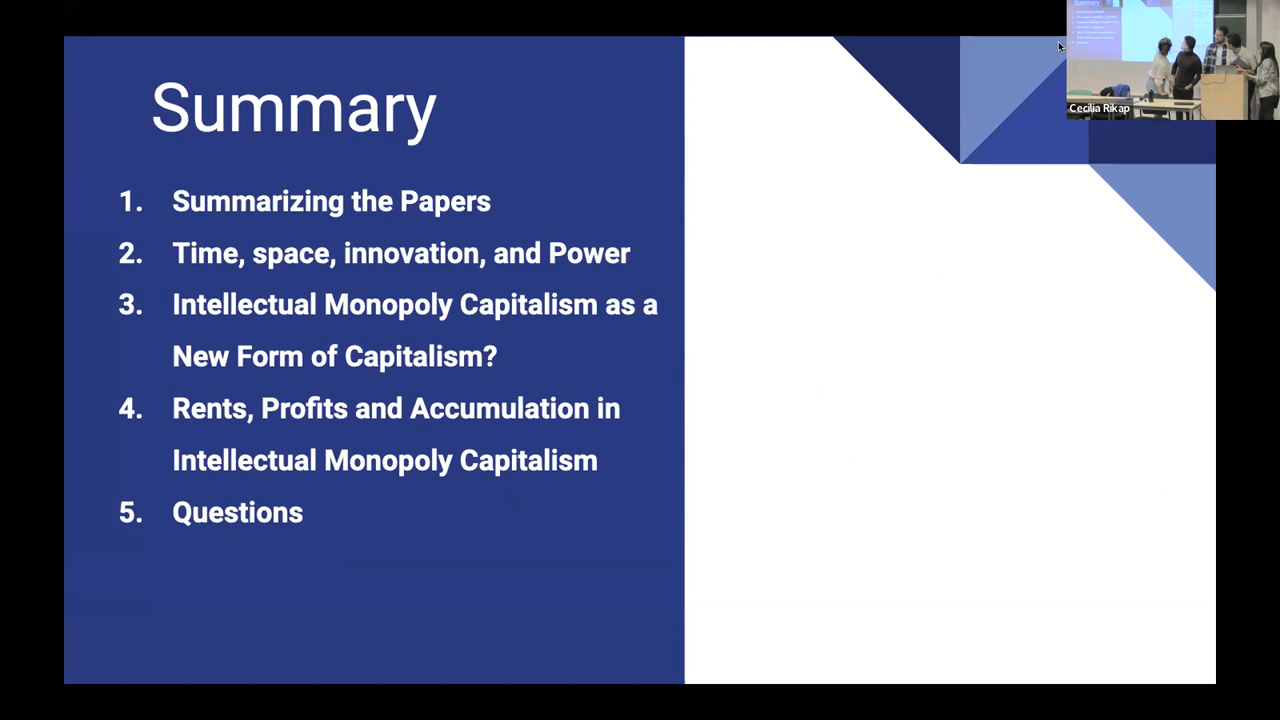 Summary
1. Summarizing the Papers
2. Time, space, innovation, and Power
3. Intellectual Monopoly Capitalism as a
New Form of Capitalism?
4. Rents, Profits and Accumulation in
Intellectual Monopoly Capitalism
5. Questions
Summary
Cecilia Rikap